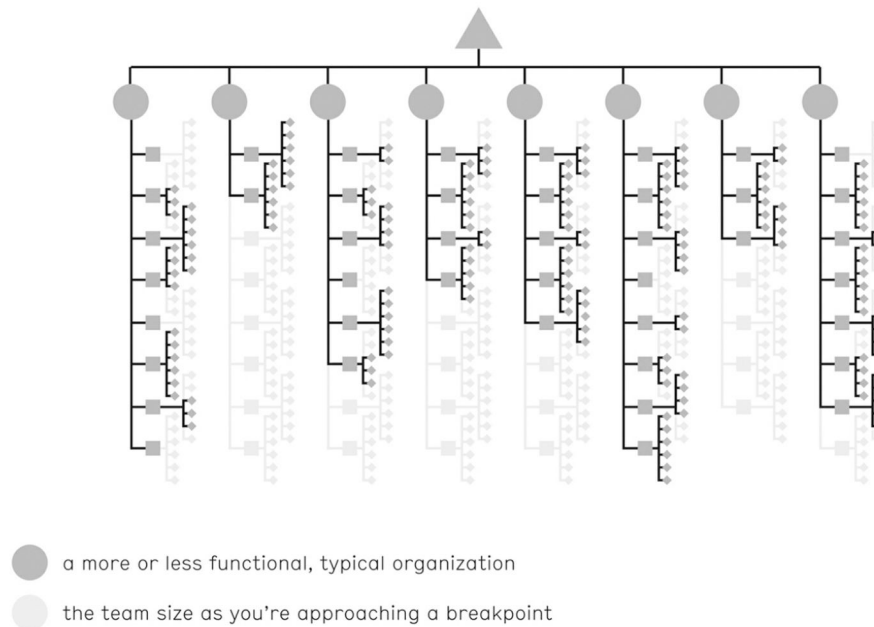 a more or less functional, typical organization
the team size as you're approaching a breakpoint